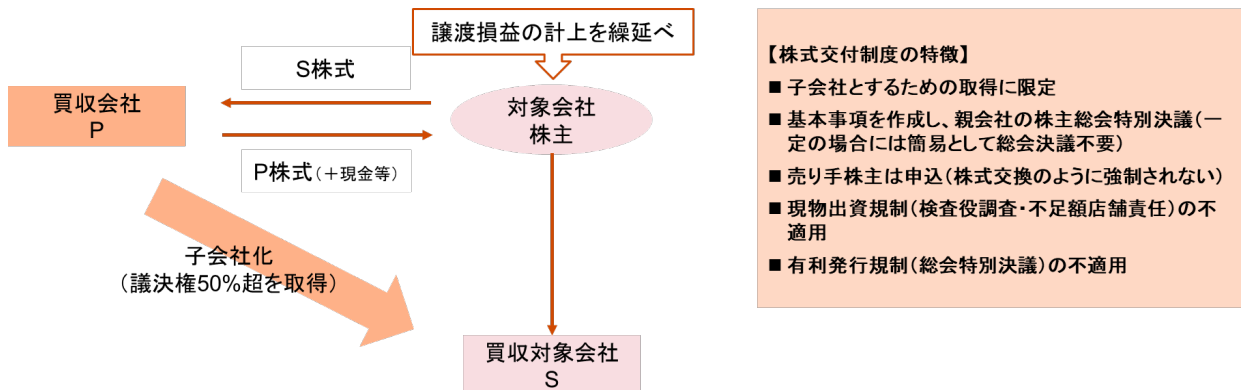 譲渡損益の計上を繰延べ
S株式
買収会社
P
対象会社
株主
P株式（＋現金等）
子会社化
（議決権50%超を取得）
買収対象会社
S
【株式交付制度の特徴】
■ 子会社とするための取得に限定
■ 基本事項を作成し、親会社の株主総会特別決議（一
定の場合には簡易として総会決議不要）
■ 売り手株主は申込（株式交換のように強制されない）
■ 現物出資規制（検査役調査・不足額店舗責任）の不
適用
■ 有利発行規制（総会特別決議）の不適用